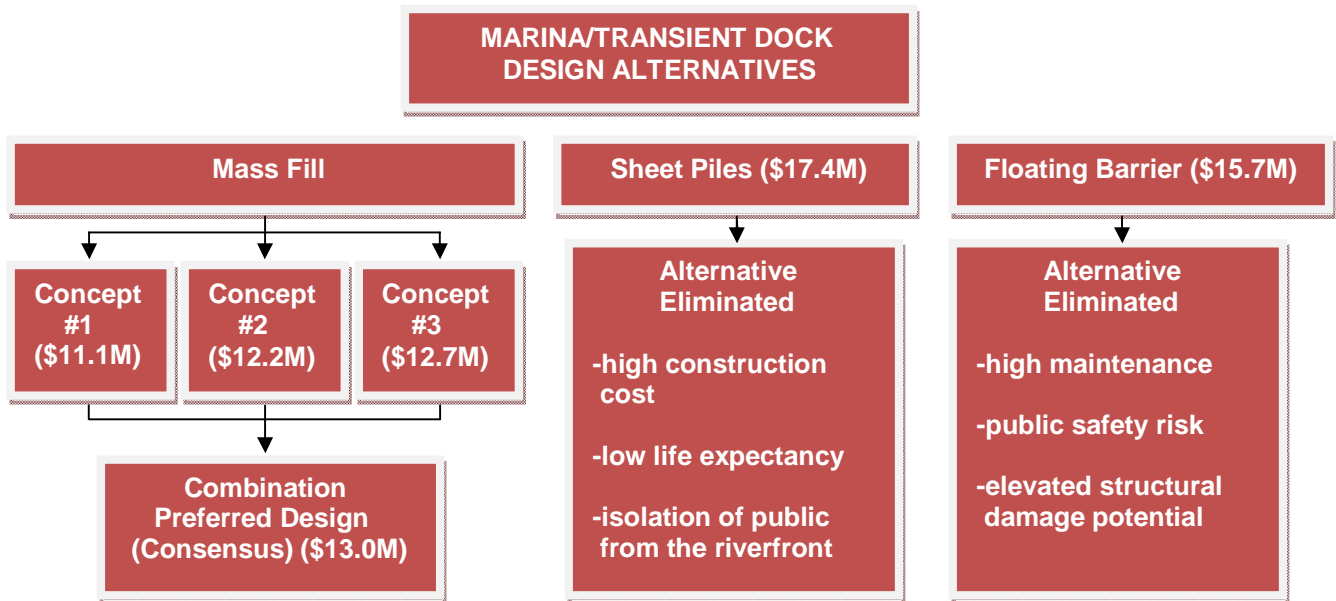 MARINA/TRANSIENT DOCK
DESIGN ALTERNATIVES
Mass Fill
Sheet Piles ($17.4M)
Floating Barrier ($15.7M)
Concept
#1
($11.1M)
Concept
#2
($12.2M)
Concept
#3
($12.7M)
Combination
Preferred Design
(Consensus) ($13.0M)
Alternative
Eliminated
-high construction
cost
-low life expectancy
-isolation of public
from the riverfront
Alternative
Eliminated
-high maintenance
-public safety risk
-elevated structural
damage potential